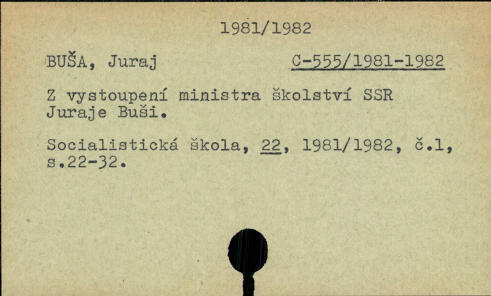 1981/1982
BUŠA, Juraj C-555/1981-1982
Z vystoupení ministra školství SSR
Juraje Buši.
Socialistická škola, 22, 1981/1982, č.1,
s.22-32.